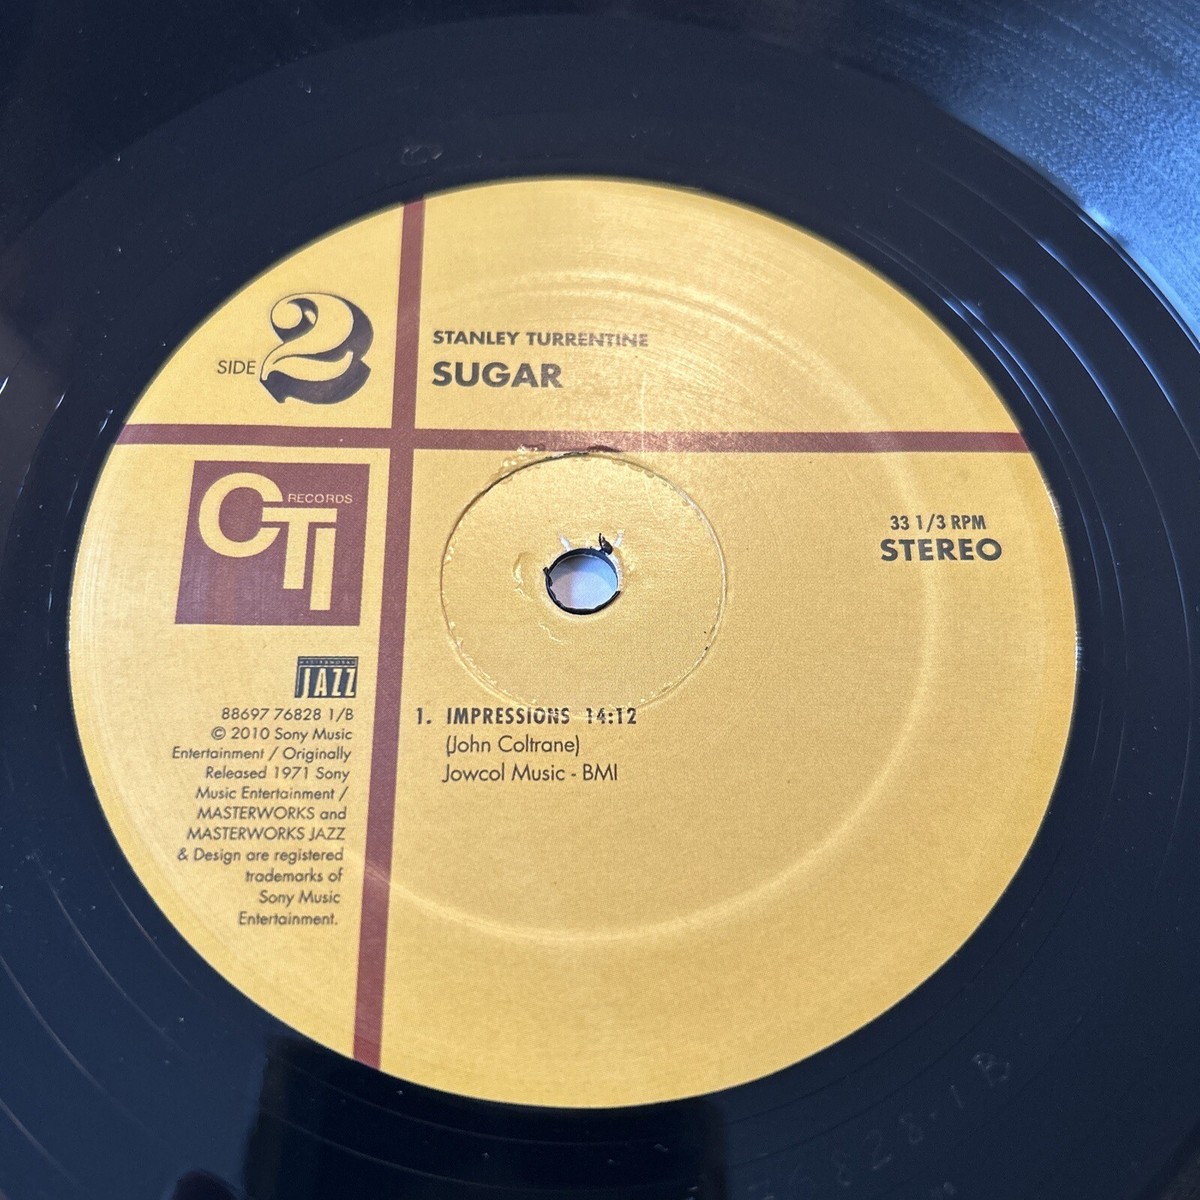 SIDE 2
STANLEY TURRENTINE
SUGAR
CTI RECORDS
33 1/3 RPM
STEREO
JAZZ
88697 76828 1/B
© 2010 Sony Music
Entertainment / Originally
Released 1971 Sony
Music Entertainment /
MASTERWORKS and
MASTERWORKS JAZZ
& Design are registered
trademarks of
Sony Music
Entertainment.
1. IMPRESSIONS 14:12
(John Coltrane)
Jowcol Music - BMI